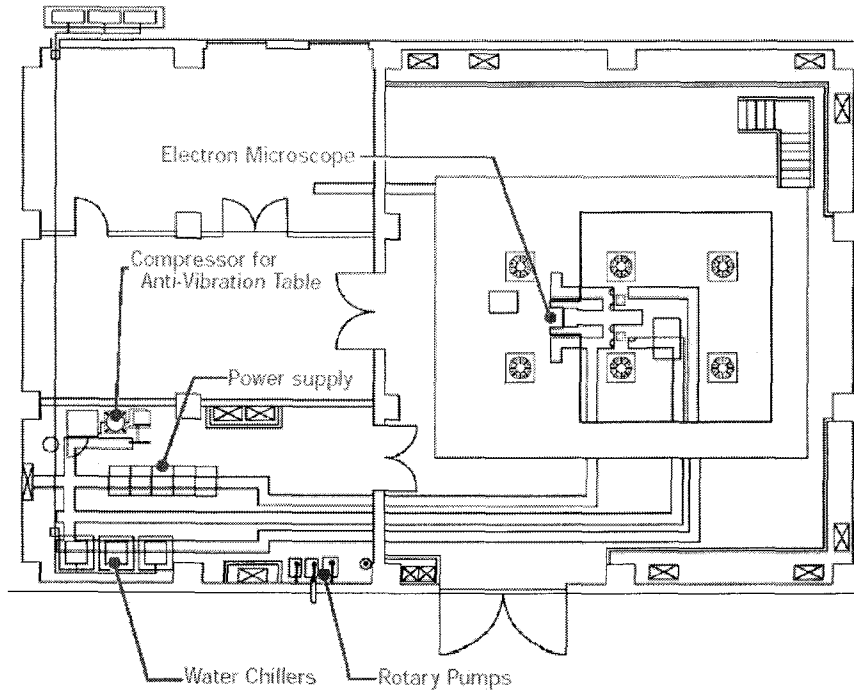 Electron Microscope
Compressor for
Anti-Vibration Table
Power supply
Water Chillers
Rotary Pumps